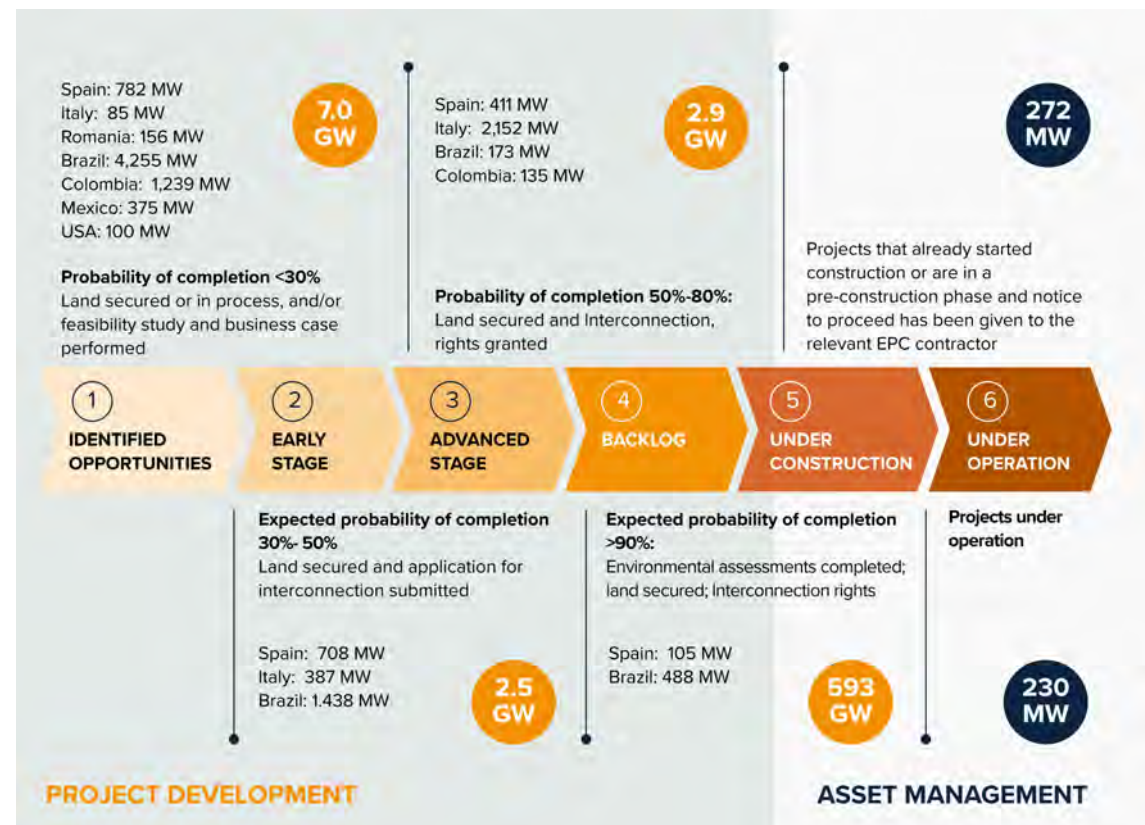 Spain: 782 MW
Italy: 85 MW
Romania: 156 MW
Brazil: 4,255 MW
Colombia: 1,239 MW
Mexico: 375 MW
USA: 100 MW
7.0
GW
Probability of completion <30%
Land secured or in process, and/or
feasibility study and business case
performed
Spain: 411 MW
Italy: 2,152 MW
Brazil: 173 MW
Colombia: 135 MW
2.9
GW
Probability of completion 50%-80%:
Land secured and Interconnection,
rights granted
272
MW
Projects that already started
construction or are in a
pre-construction phase and notice
to proceed has been given to the
relevant EPC contractor
1
IDENTIFIED
OPPORTUNITIES
2
EARLY
STAGE
3
ADVANCED
STAGE
4
BACKLOG
5
UNDER
CONSTRUCTION
6
UNDER
OPERATION
Expected probability of completion
30%- 50%
Land secured and application for
interconnection submitted
Spain: 708 MW
Italy: 387 MW
Brazil: 1.438 MW
2.5
GW
Expected probability of completion
>90%:
Environmental assessments completed;
land secured; Interconnection rights
Spain: 105 MW
Brazil: 488 MW
593
GW
Projects under
operation
230
MW
PROJECT DEVELOPMENT
ASSET MANAGEMENT